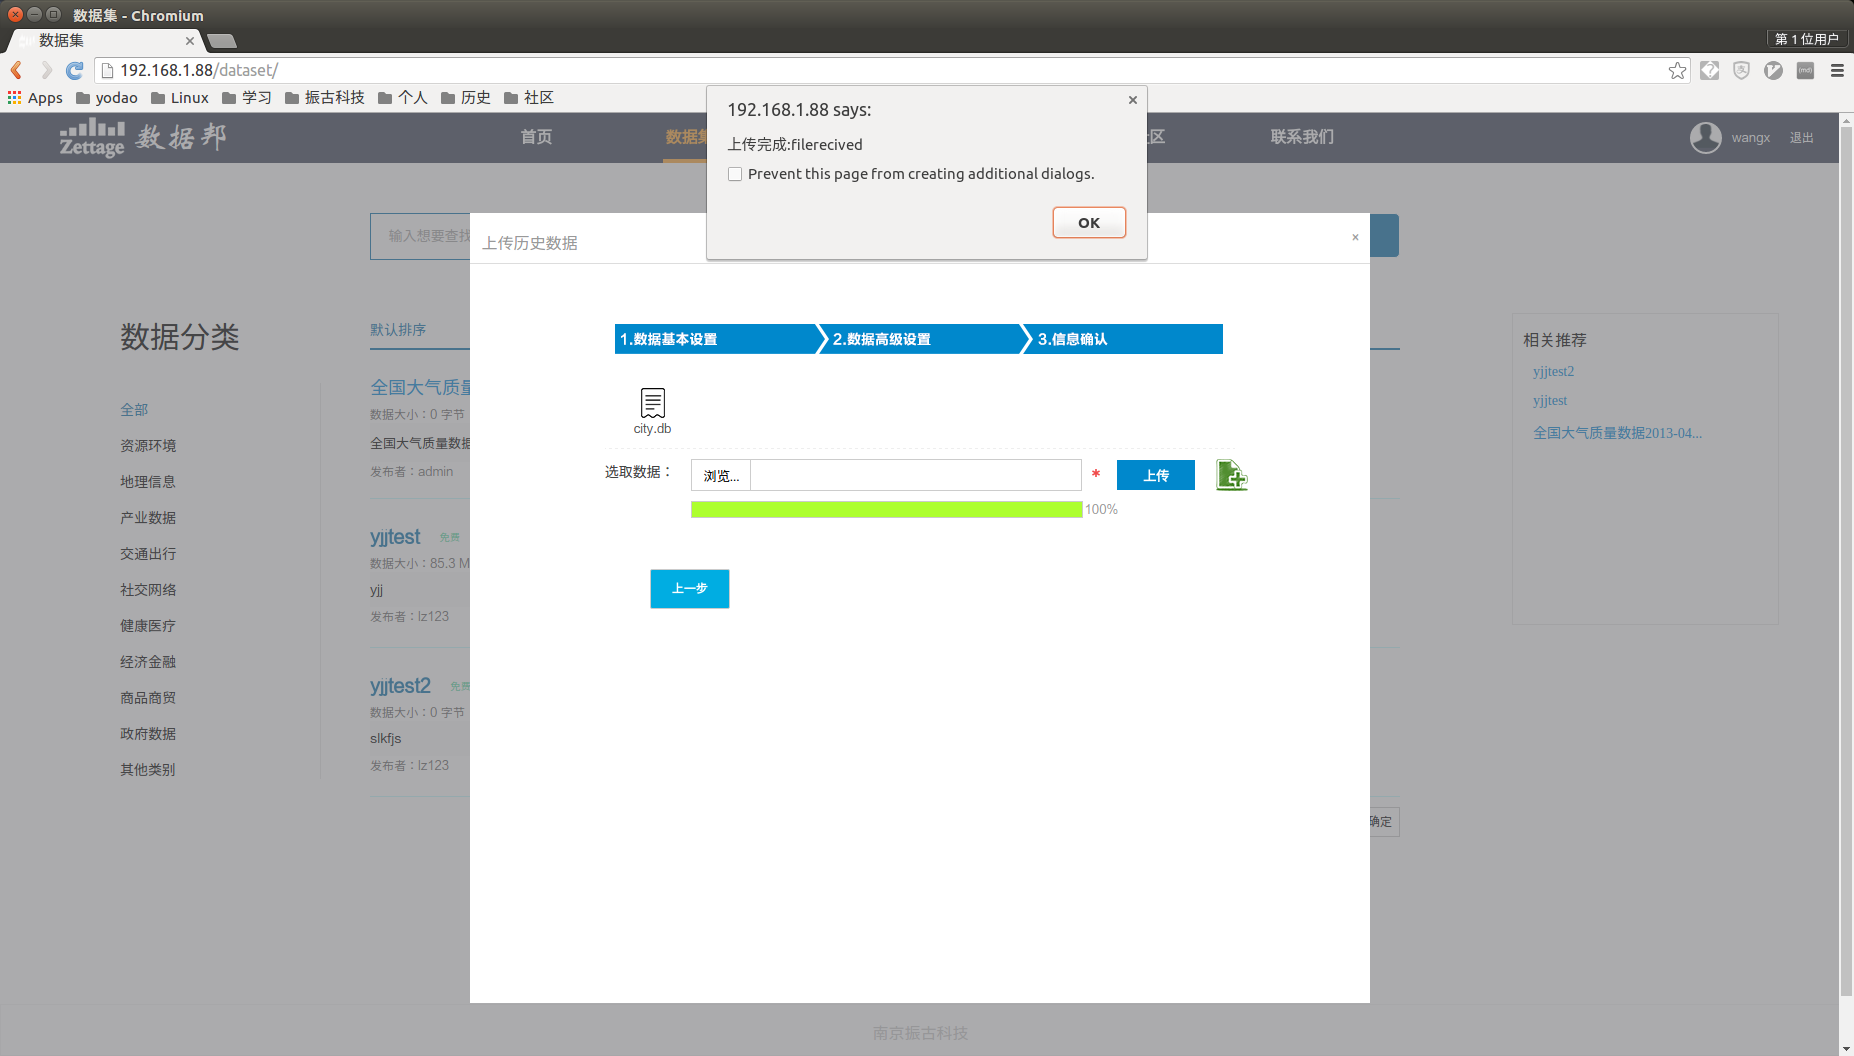 数据集 - Chromium
数据集
第 1 位用户
192.168.1.88/dataset/
Apps yodao Linux 学习 振古科技 个人 历史 社区
192.168.1.88 says:
上传完成:filerecived
Prevent this page from creating additional dialogs.
OK
Zettage 数据邦
首页
数据集
区
联系我们
wangx
退出
输入想要查找
上传历史数据
数据分类
全部
资源环境
地理信息
产业数据
交通出行
社交网络
健康医疗
经济金融
商品商贸
政府数据
其他类别
默认排序
全国大气质量
数据大小：0 字节
全国大气质量数据
发布者：admin
yjjtest 免费
数据大小：85.3 M
yjj
发布者：lz123
yjjtest2 免费
数据大小：0 字节
slkfjs
发布者：lz123
1.数据基本设置
2.数据高级设置
3.信息确认
city.db
选取数据：
浏览...
*
上传
100%
上一步
相关推荐
yjjtest2
yjjtest
全国大气质量数据2013-04...
确定
南京振古科技